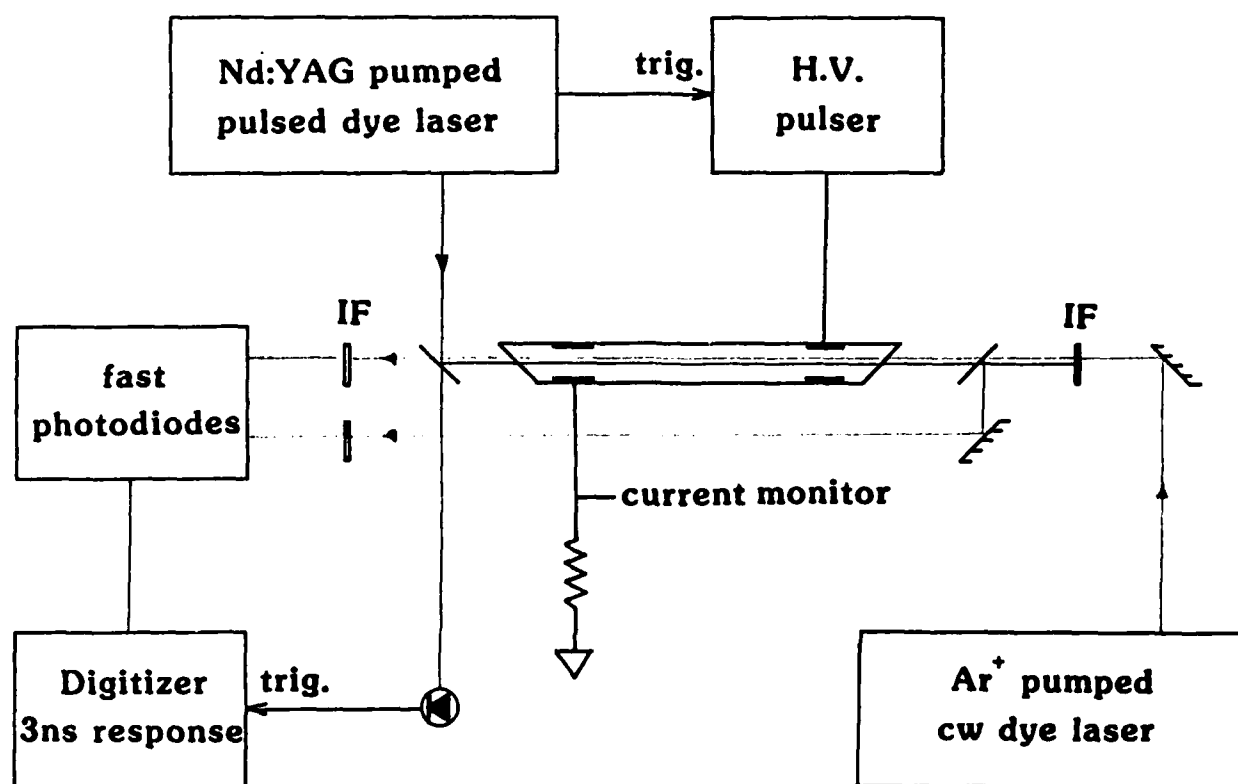 Nd:YAG pumped
pulsed dye laser
trig.
H.V.
pulser
IF
IF
fast
photodiodes
current monitor
Digitizer
3ns response
trig.
Ar+ pumped
cw dye laser